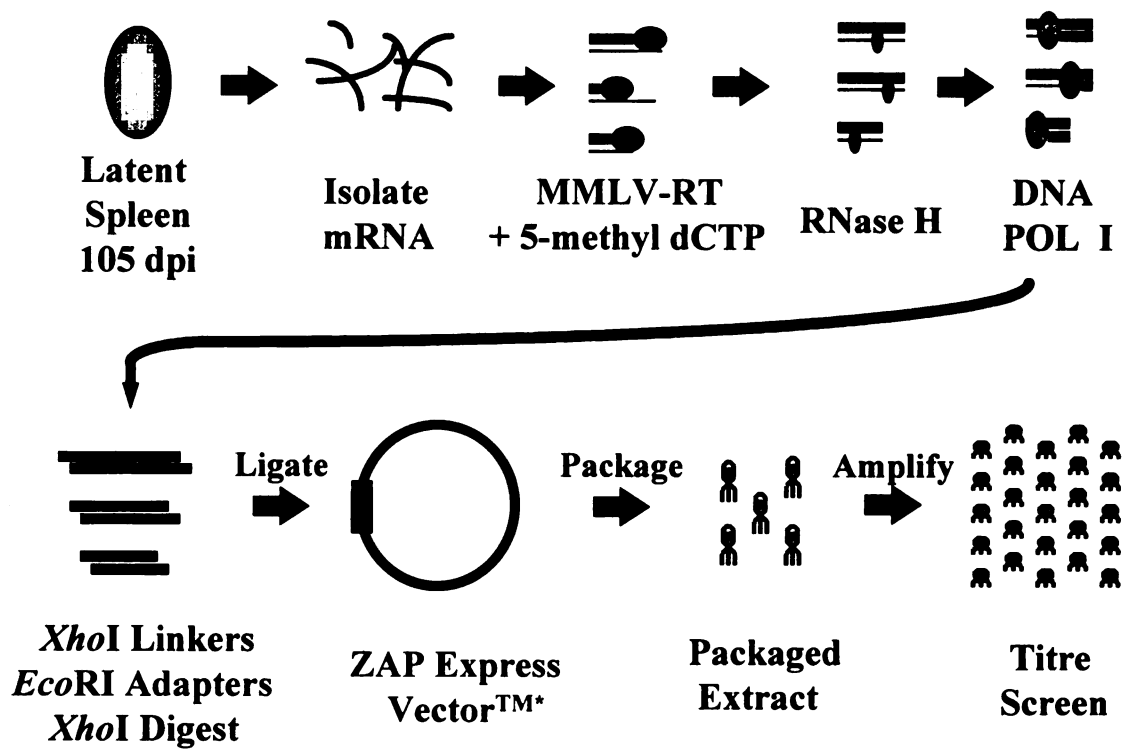 Latent
Spleen
105 dpi
Isolate
mRNA
MMLV-RT
+ 5-methyl dCTP
RNase H
DNA
POL I
Ligate
Package
Amplify
XhoI Linkers
EcoRI Adapters
XhoI Digest
ZAP Express
Vector™*
Packaged
Extract
Titre
Screen